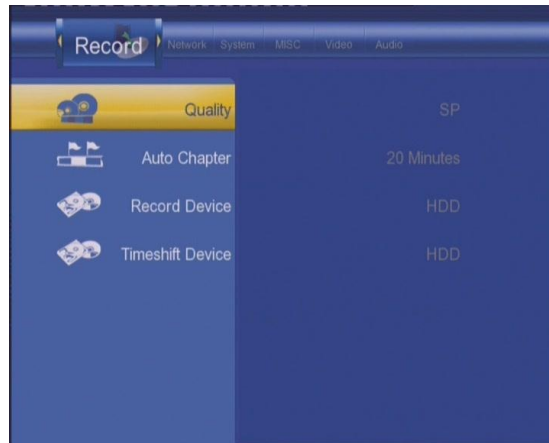 Record Network System MISC Video Audio
Quality SP
Auto Chapter 20 Minutes
Record Device HDD
Timeshift Device HDD